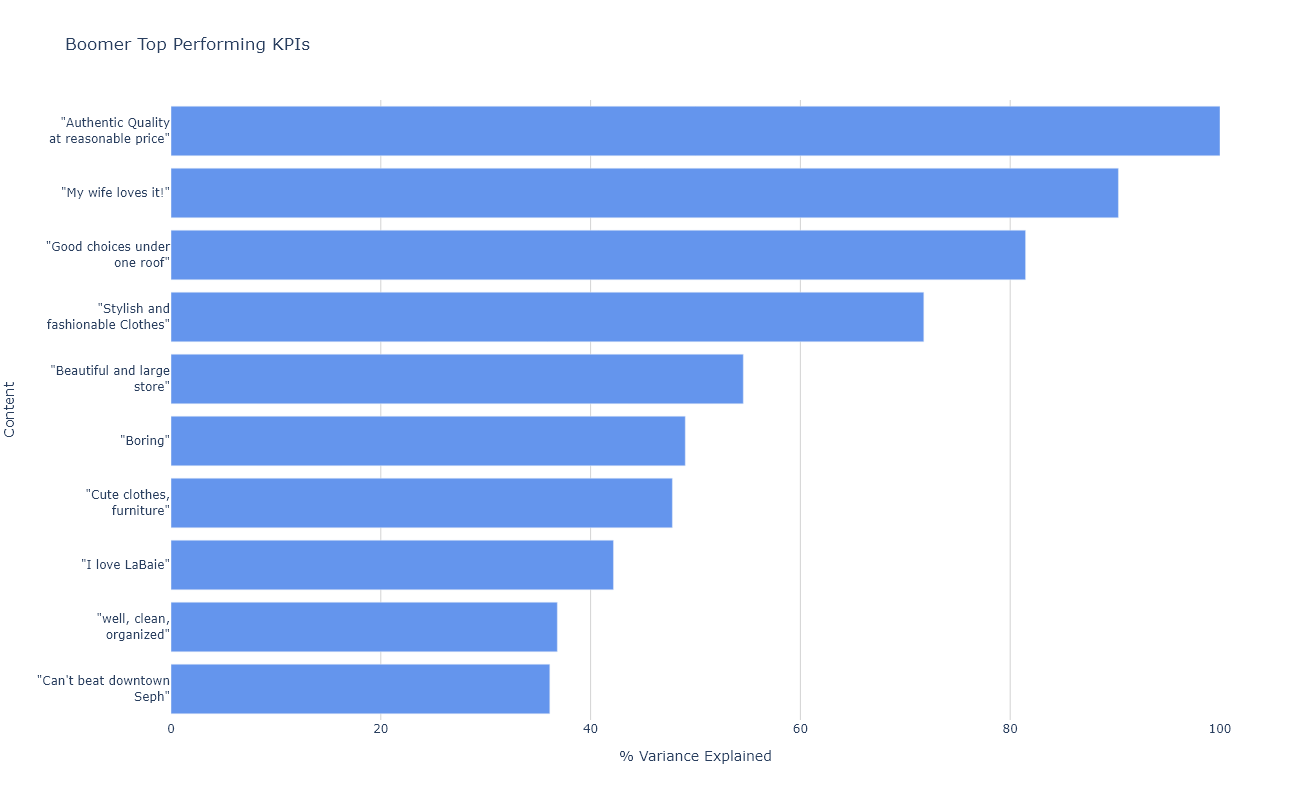 Boomer Top Performing KPIs
"Authentic Quality
at reasonable price"
"My wife loves it!"
"Good choices under
one roof"
"Stylish and
fashionable Clothes"
"Beautiful and large
store"
"Boring"
"Cute clothes,
furniture"
"I love LaBaie"
"well, clean,
organized"
"Can't beat downtown
Seph"
Content
0 20 40 60 80 100
% Variance Explained